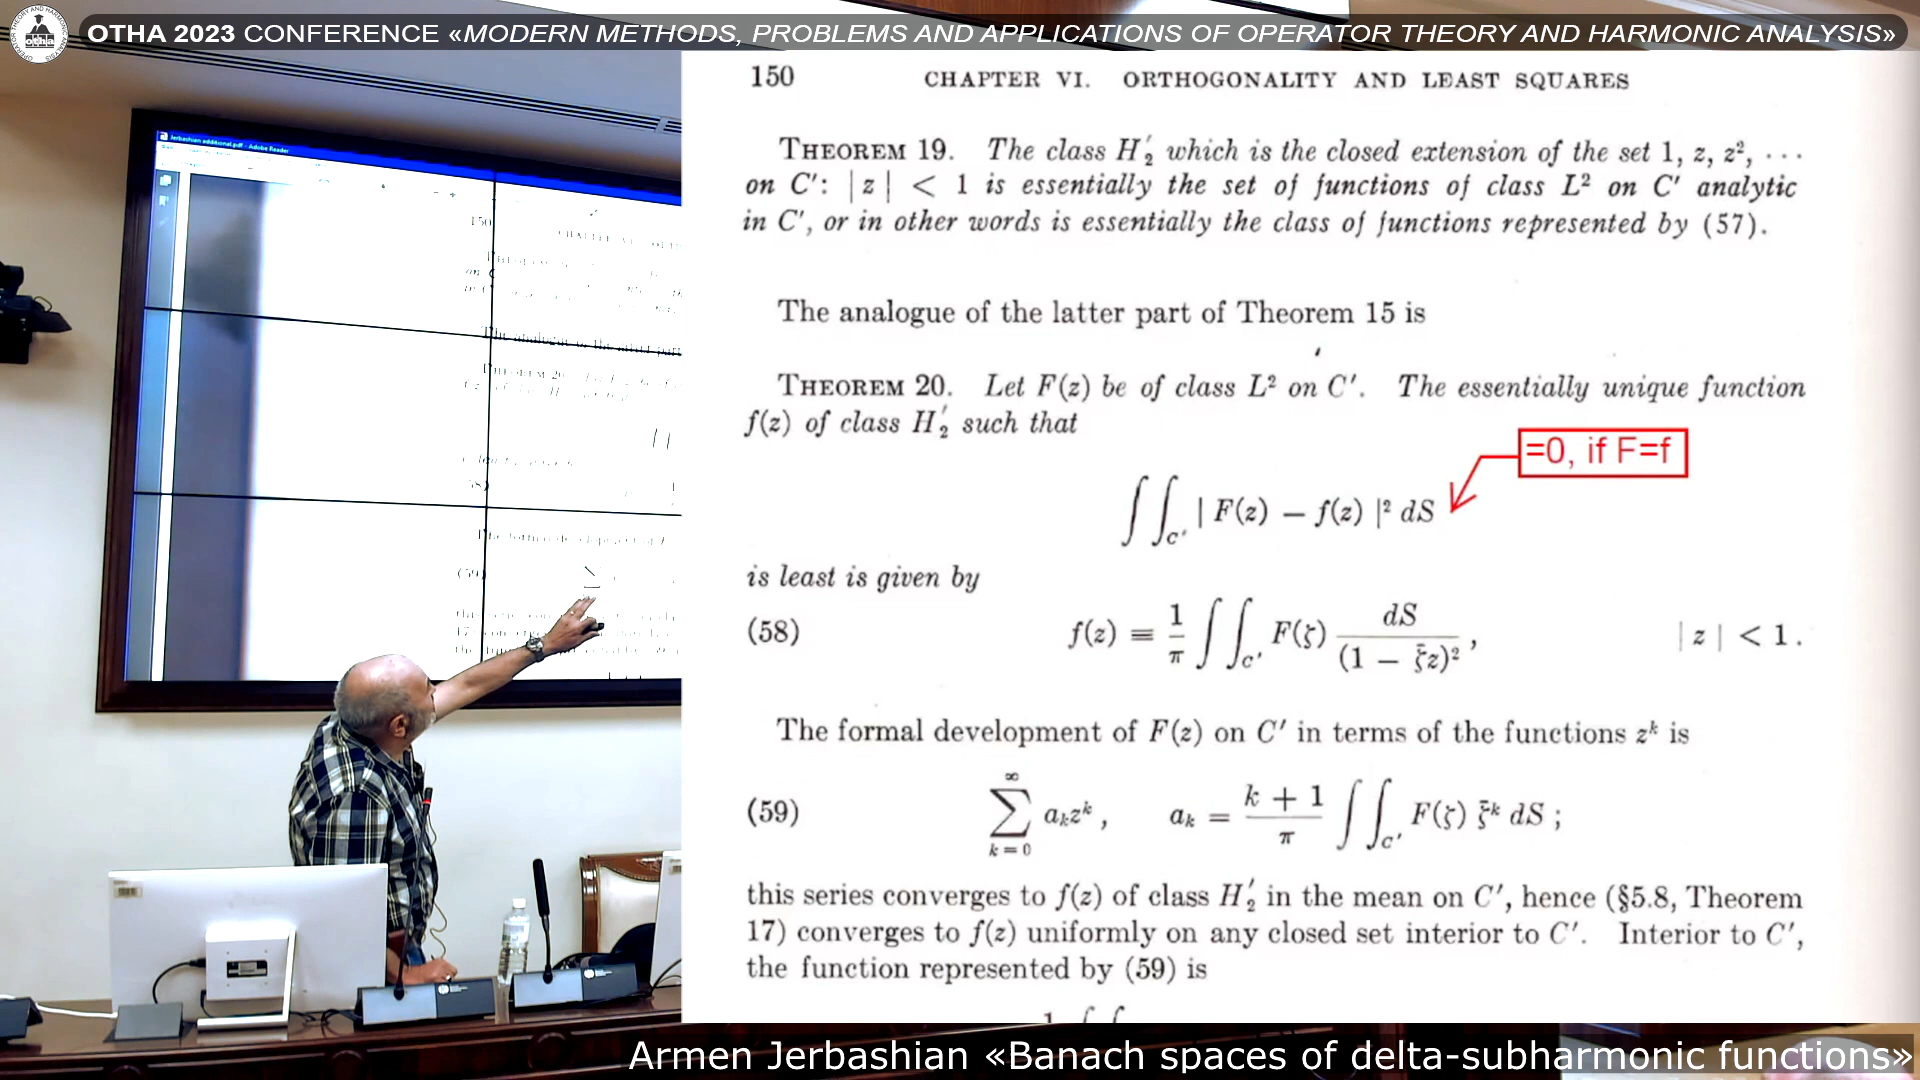 OTHA 2023 CONFERENCE «MODERN METHODS, PROBLEMS AND APPLICATIONS OF OPERATOR THEORY AND HARMONIC ANALYSIS»
150 CHAPTER VI. ORTHOGONALITY AND LEAST SQUARES
THEOREM 19. The class H′₂ which is the closed extension of the set 1, z, z², ⋯
on C′: | z | < 1 is essentially the set of functions of class L² on C′ analytic
in C′, or in other words is essentially the class of functions represented by (57).
The analogue of the latter part of Theorem 15 is
THEOREM 20. Let F(z) be of class L² on C′. The essentially unique function
f(z) of class H′₂ such that
=0, if F=f
∫∫_C′ | F(z) − f(z) |² dS
is least is given by
(58) f(z) ≡ 1/π ∫∫_C′ F(ζ) dS/(1 − ζ̄z)², | z | < 1.
The formal development of F(z) on C′ in terms of the functions zᵏ is
(59) ∑_{k=0}^∞ aₖzᵏ, aₖ = (k + 1)/π ∫∫_C′ F(ζ) ζ̄ᵏ dS;
this series converges to f(z) of class H′₂ in the mean on C′, hence (§5.8, Theorem
17) converges to f(z) uniformly on any closed set interior to C′. Interior to C′,
the function represented by (59) is
Armen Jerbashian «Banach spaces of delta-subharmonic functions»